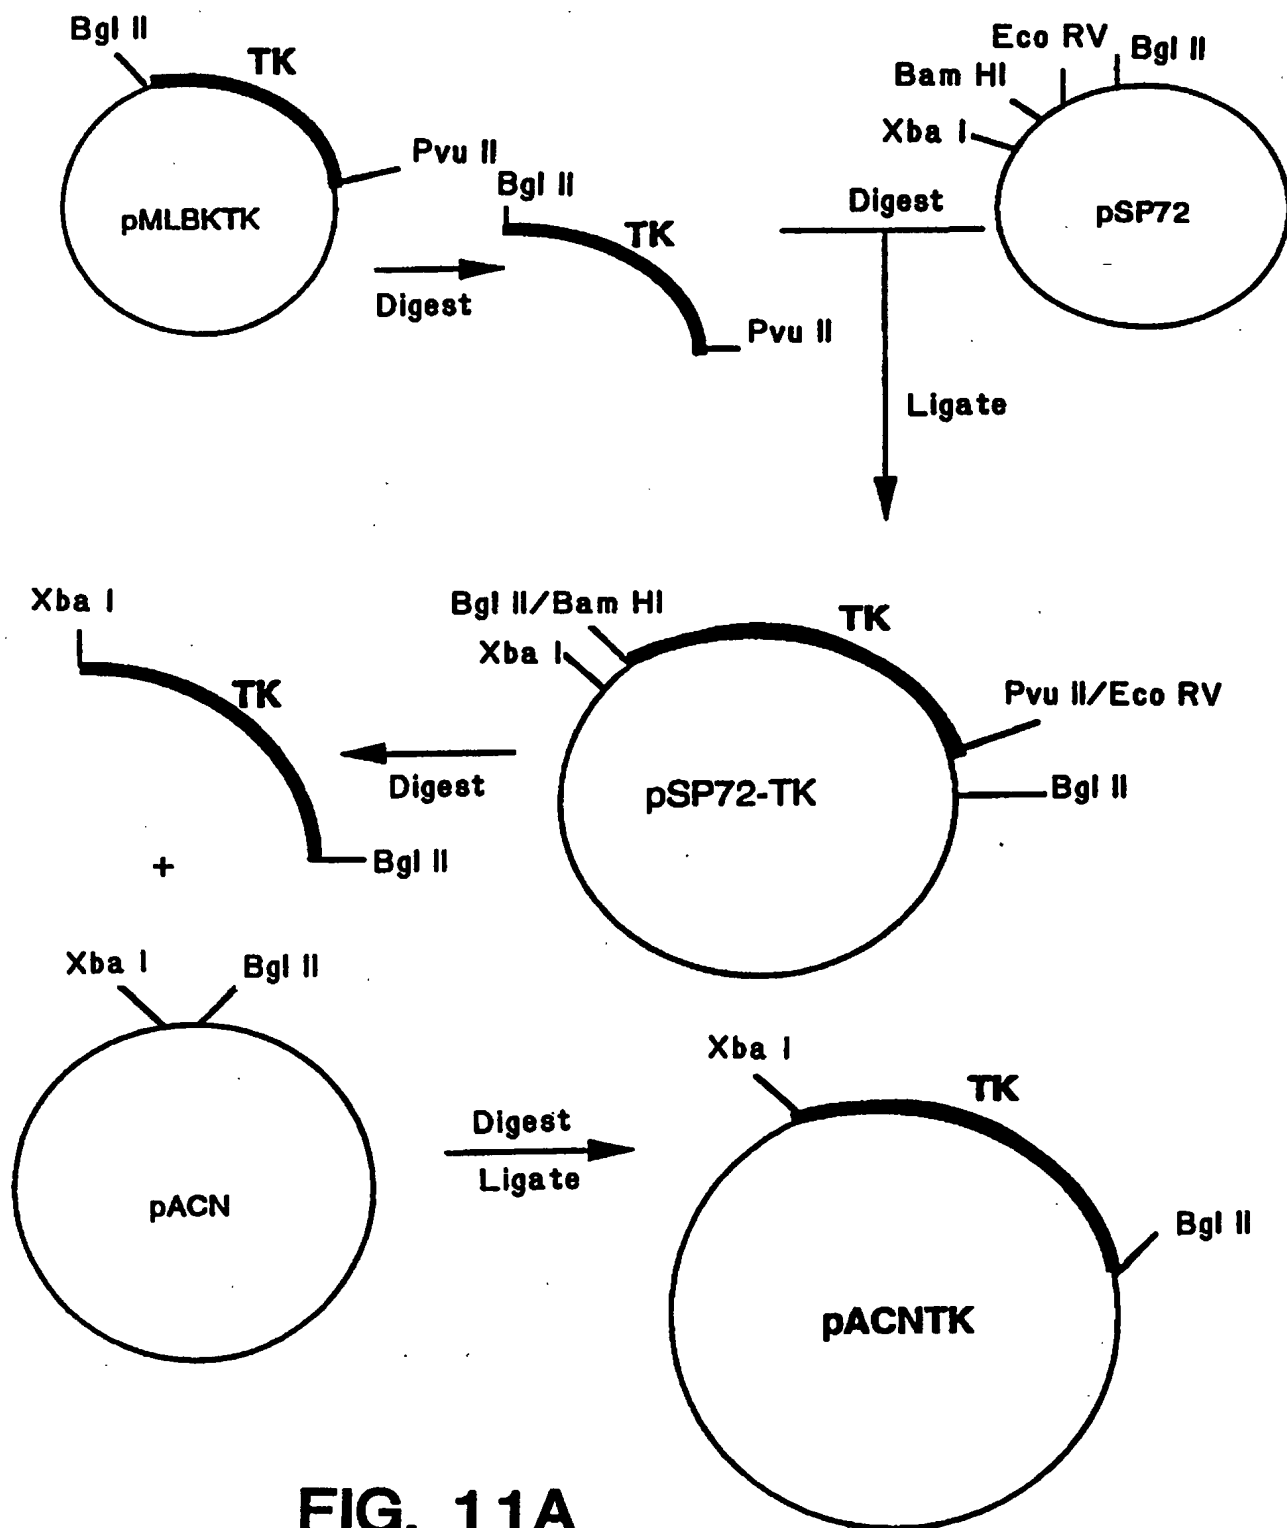 Bgl II
TK
Pvu II
pMLBKTK
Digest
Bgl II
TK
Pvu II
Eco RV
Bgl II
Bam HI
Xba I
pSP72
Digest
Ligate
Xba I
TK
Bgl II
Bgl II/Bam HI
Xba I
TK
Pvu II/Eco RV
Bgl II
pSP72-TK
Digest
+
Xba I
Bgl II
pACN
Digest
Ligate
Xba I
TK
Bgl II
pACNTK
FIG. 11A